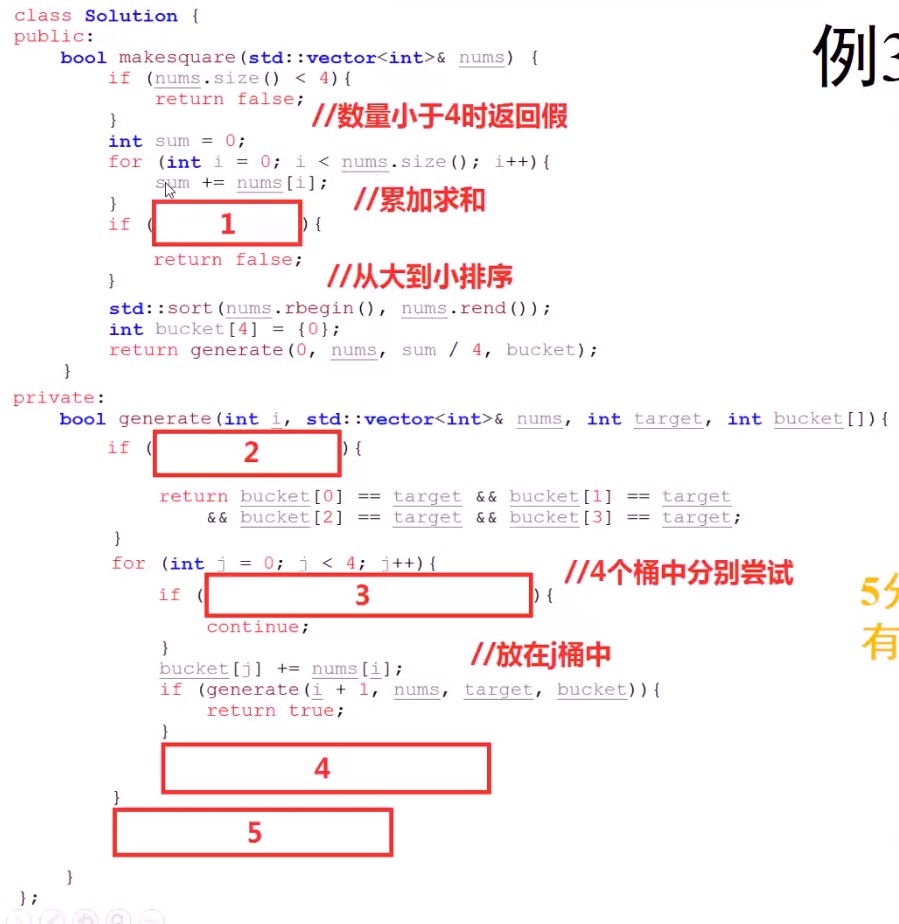 class Solution {
例3
public:
bool makesquare(std::vector<int>& nums) {
if (nums.size() < 4){
return false;
//数量小于4时返回假
}
int sum = 0;
for (int i = 0; i < nums.size(); i++){
sum += nums[i];
//累加求和
}
if ( 1 ){
return false;
//从大到小排序
}
std::sort(nums.rbegin(), nums.rend());
int bucket[4] = {0};
return generate(0, nums, sum / 4, bucket);
}
private:
bool generate(int i, std::vector<int>& nums, int target, int bucket[]){
if ( 2 ){
return bucket[0] == target && bucket[1] == target
&& bucket[2] == target && bucket[3] == target;
}
for (int j = 0; j < 4; j++){
//4个桶中分别尝试
if ( 3 ){
5分
continue;
有
}
//放在j桶中
bucket[j] += nums[i];
if (generate(i + 1, nums, target, bucket)){
return true;
}
4
}
5
}
};